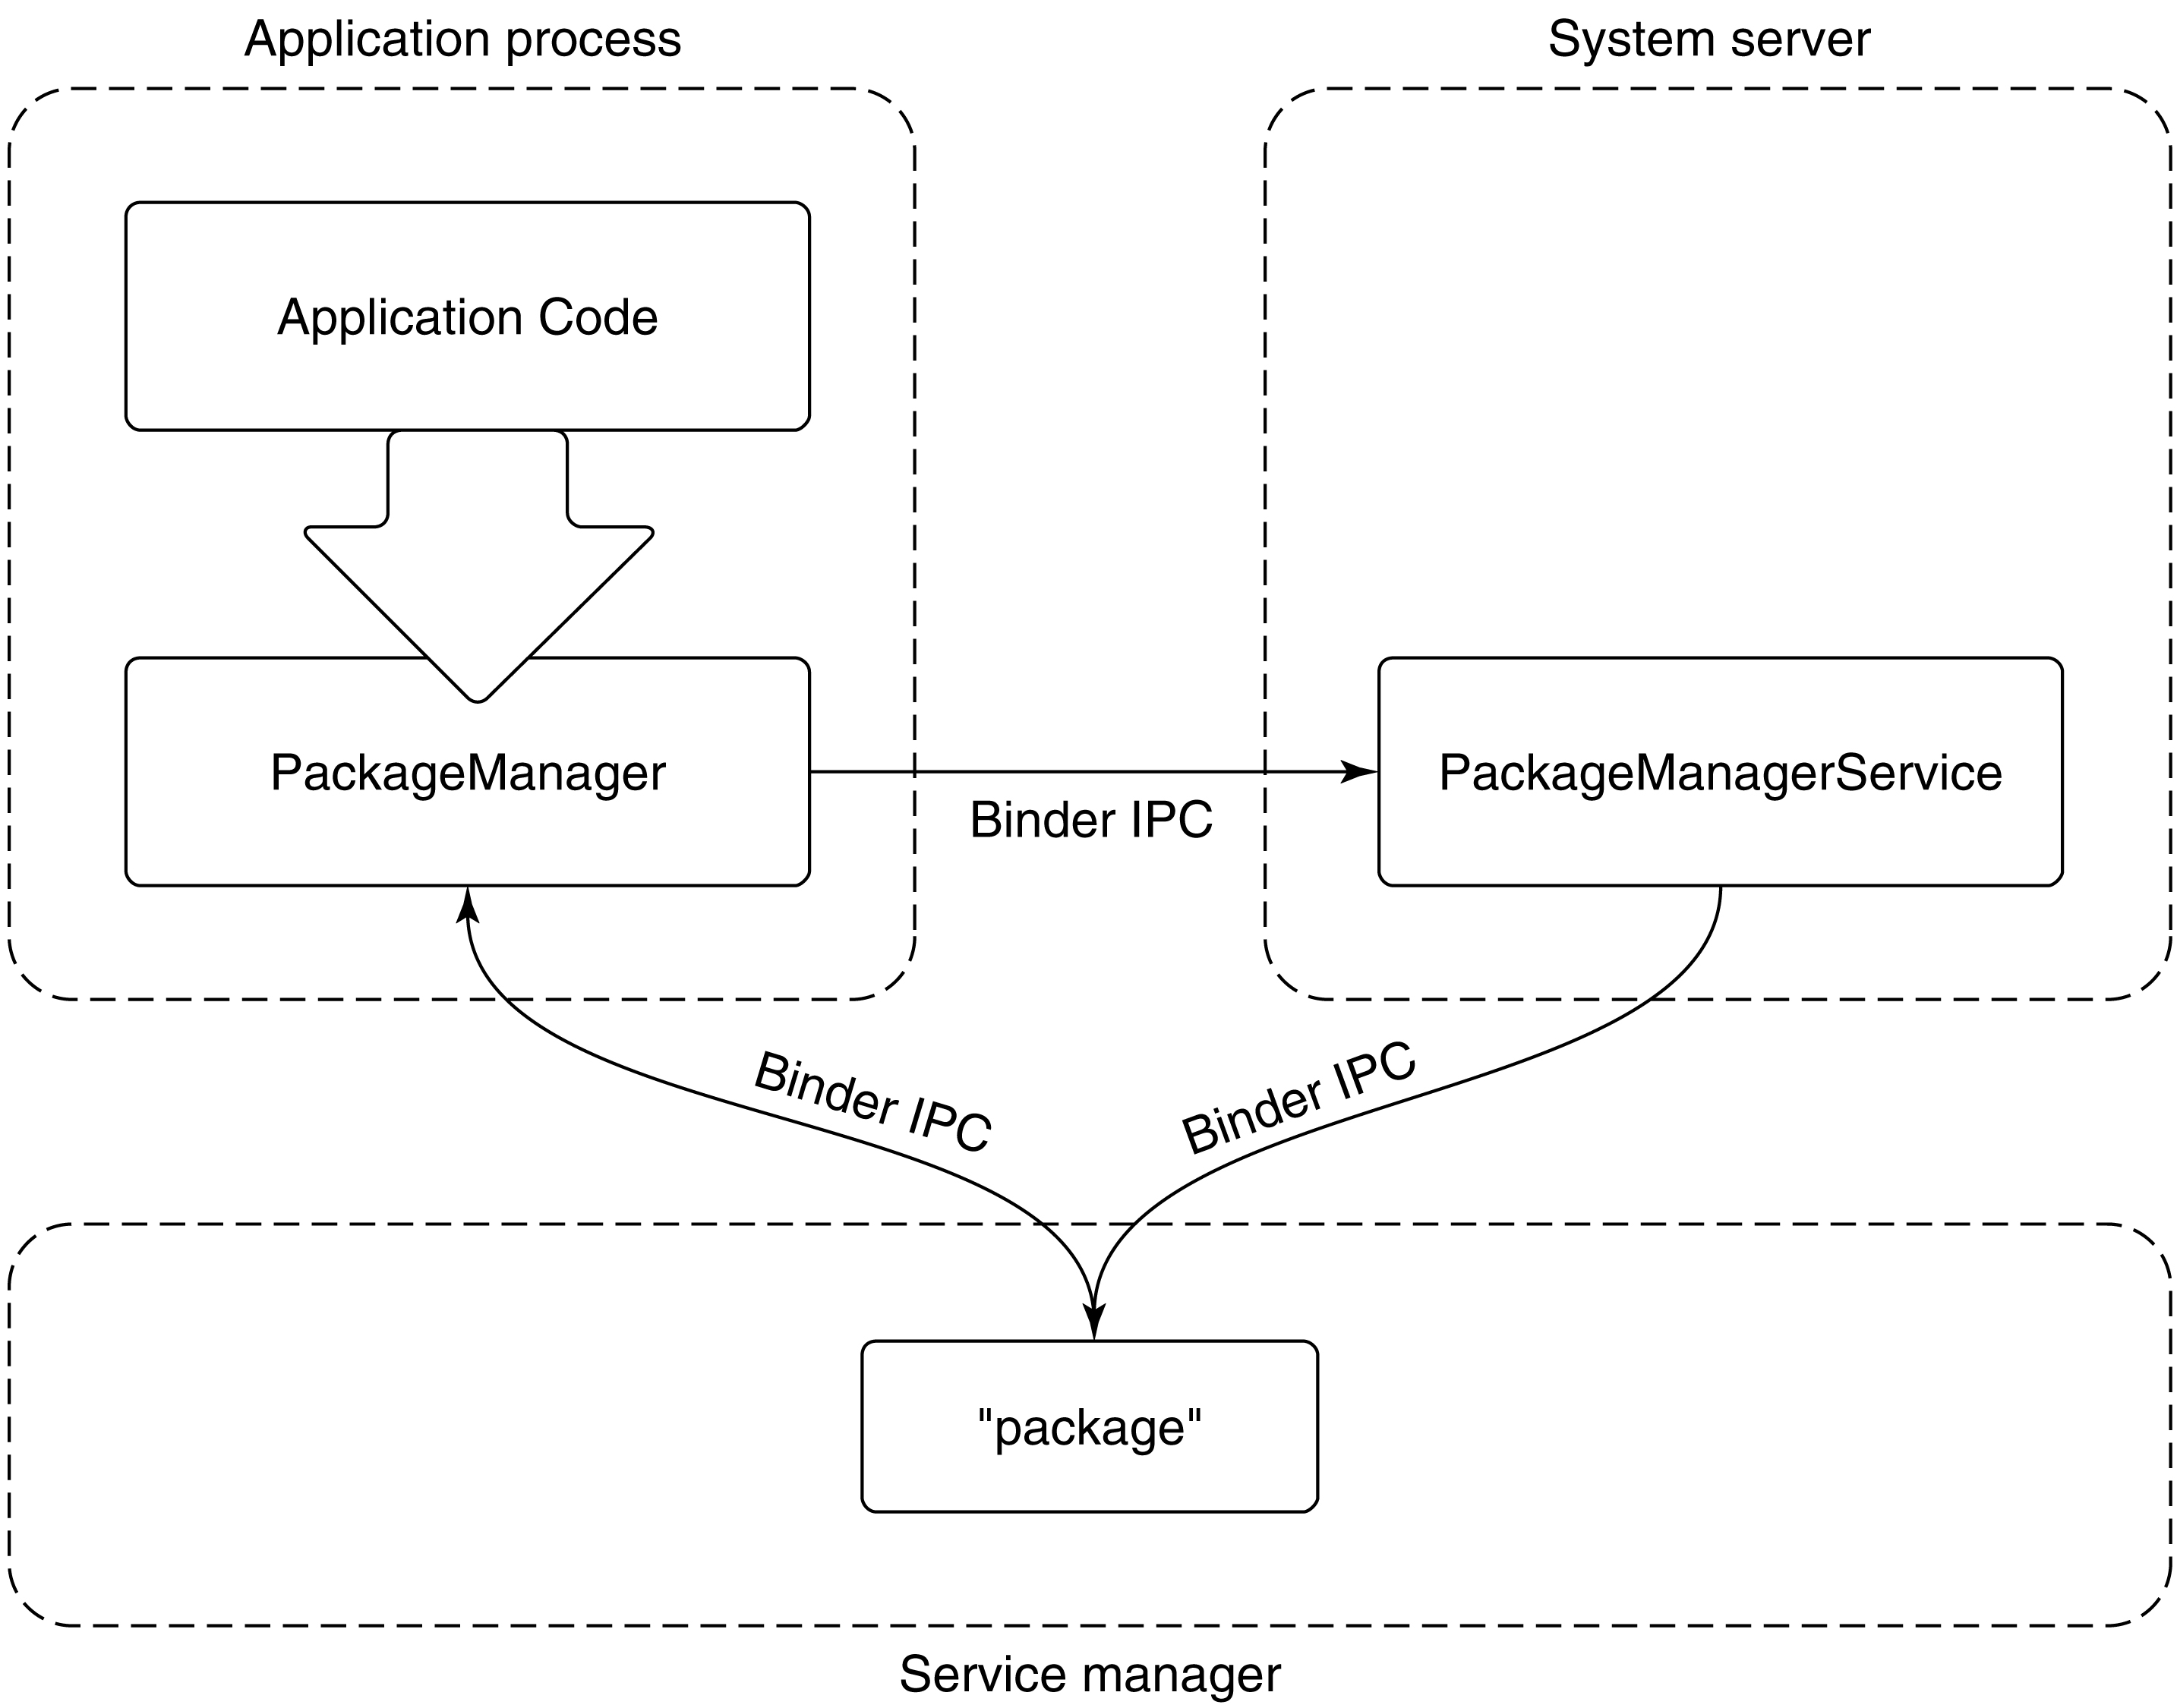 Application process
System server
Application Code
PackageManager
PackageManagerService
Binder IPC
Binder IPC
Binder IPC
"package"
Service manager